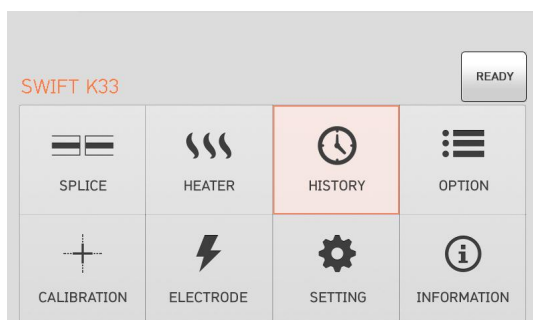 READY
SWIFT K33
SPLICE
HEATER
HISTORY
OPTION
CALIBRATION
ELECTRODE
SETTING
INFORMATION